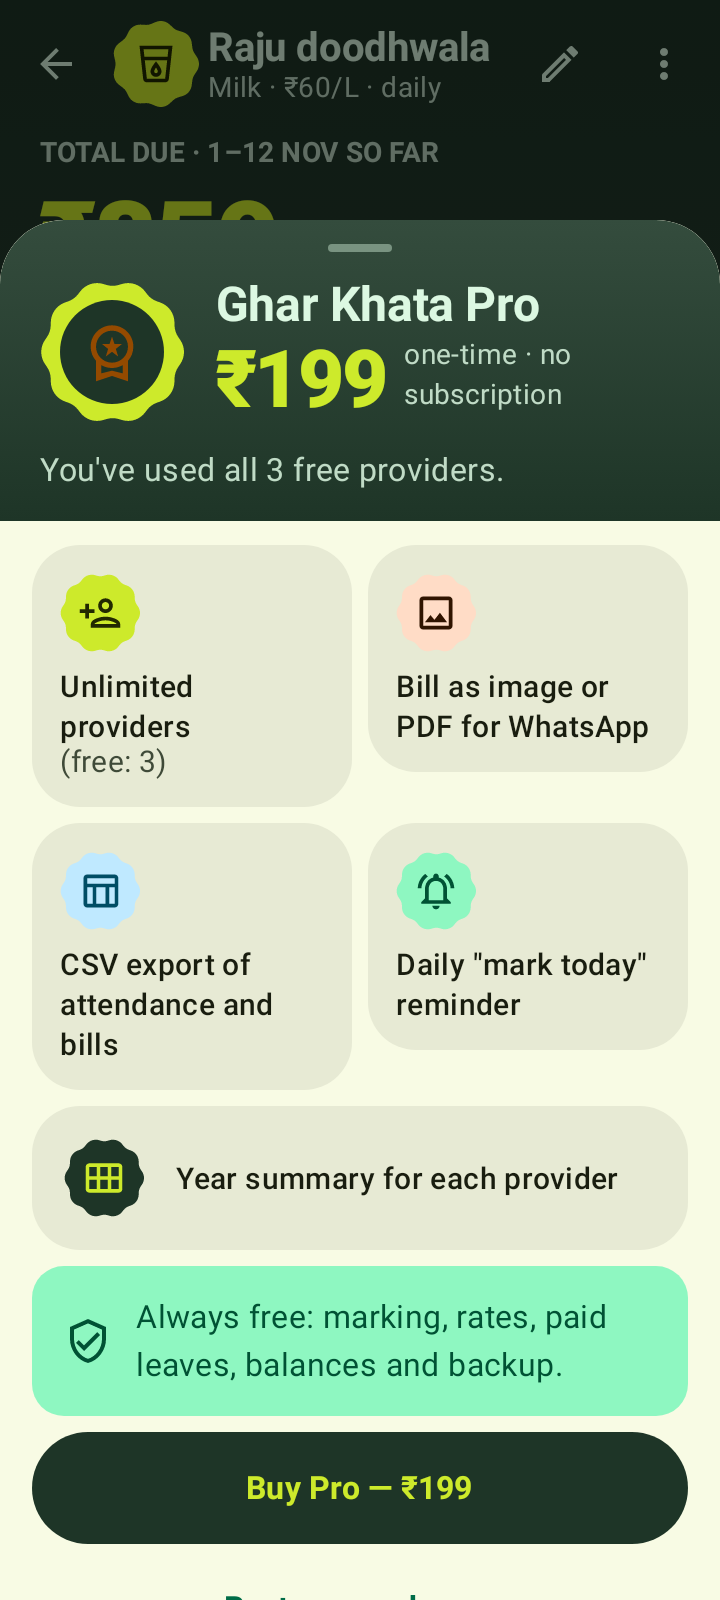 Raju doodhwala
Milk · ₹60/L · daily
TOTAL DUE · 1–12 NOV SO FAR
Ghar Khata Pro
₹199 one-time · no
subscription
You've used all 3 free providers.
Unlimited
providers
(free: 3)
Bill as image or
PDF for WhatsApp
CSV export of
attendance and
bills
Daily "mark today"
reminder
Year summary for each provider
Always free: marking, rates, paid
leaves, balances and backup.
Buy Pro — ₹199